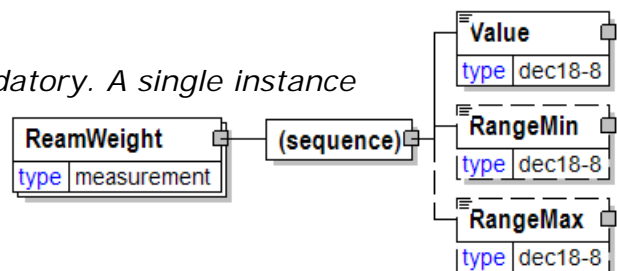 Value
type dec18-8
datory. A single instance
ReamWeight
type measurement
(sequence)
RangeMin
type dec18-8
RangeMax
type dec18-8